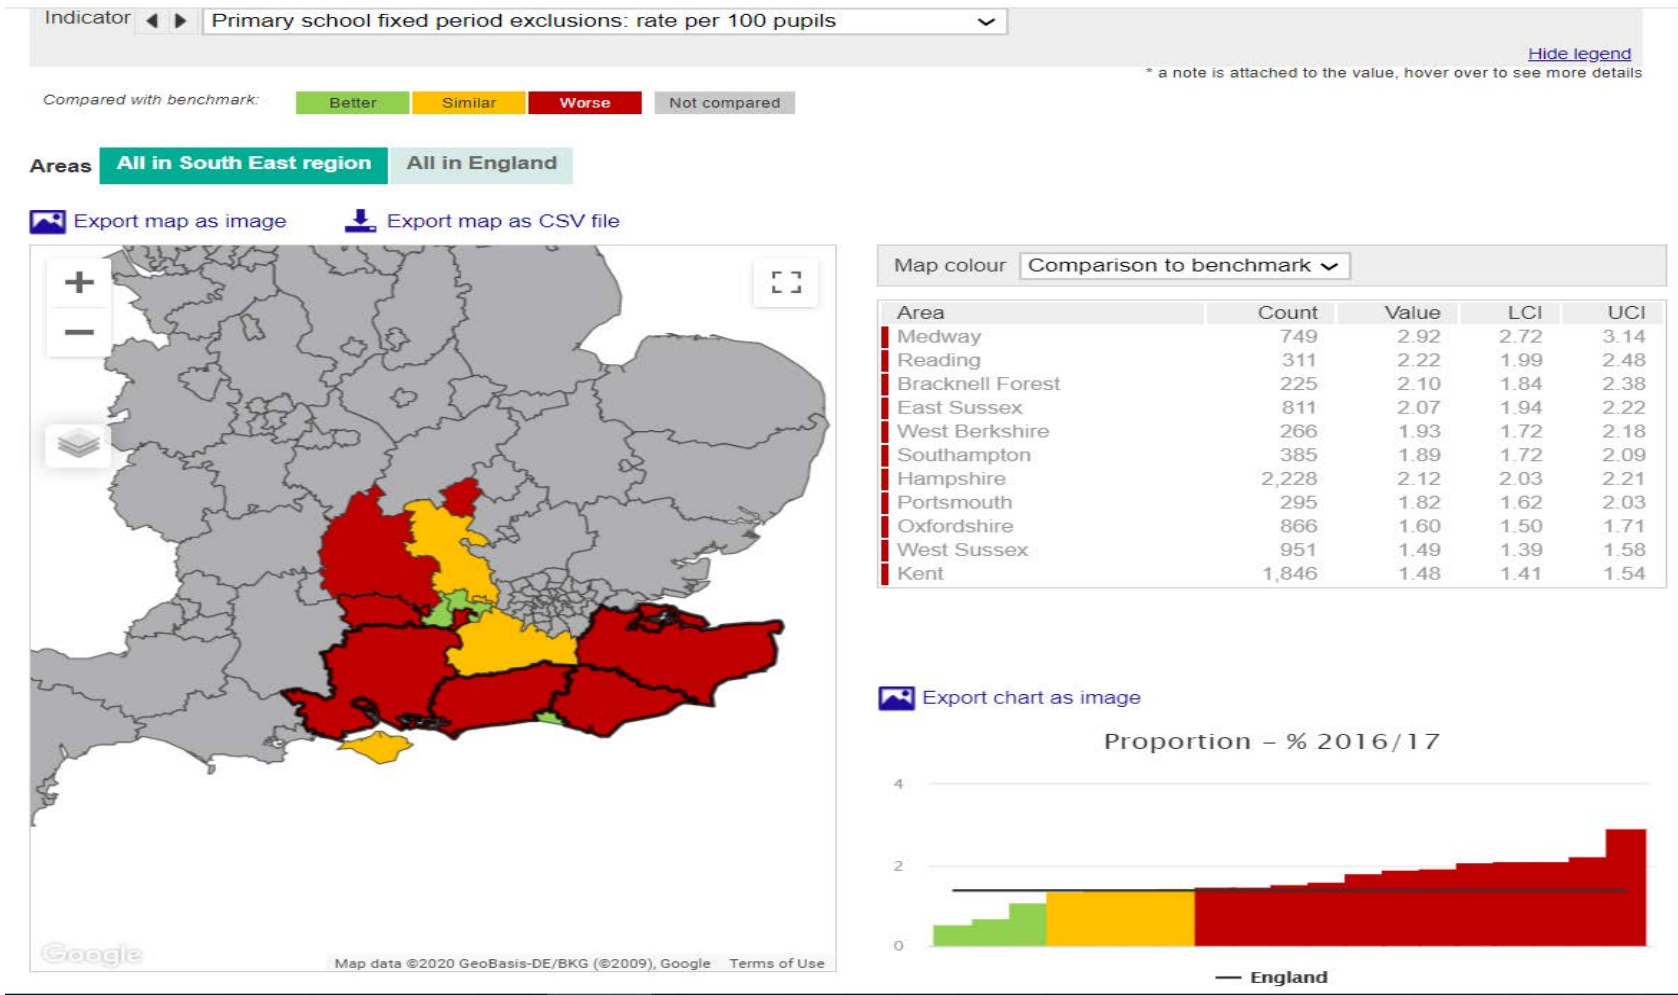 Indicator Primary school fixed period exclusions: rate per 100 pupils
Hide legend
* a note is attached to the value, hover over to see more details
Compared with benchmark: Better Similar Worse Not compared
Areas All in South East region All in England
Export map as image Export map as CSV file
Map colour Comparison to benchmark
Area Count Value LCI UCI
Medway 749 2.92 2.72 3.14
Reading 311 2.22 1.99 2.48
Bracknell Forest 225 2.10 1.84 2.38
East Sussex 811 2.07 1.94 2.22
West Berkshire 266 1.93 1.72 2.18
Southampton 385 1.89 1.72 2.09
Hampshire 2,228 2.12 2.03 2.21
Portsmouth 295 1.82 1.62 2.03
Oxfordshire 866 1.60 1.50 1.71
West Sussex 951 1.49 1.39 1.58
Kent 1,846 1.48 1.41 1.54
Export chart as image
Proportion – % 2016/17
4
2
0
England
Google
Map data ©2020 GeoBasis-DE/BKG (©2009), Google Terms of Use